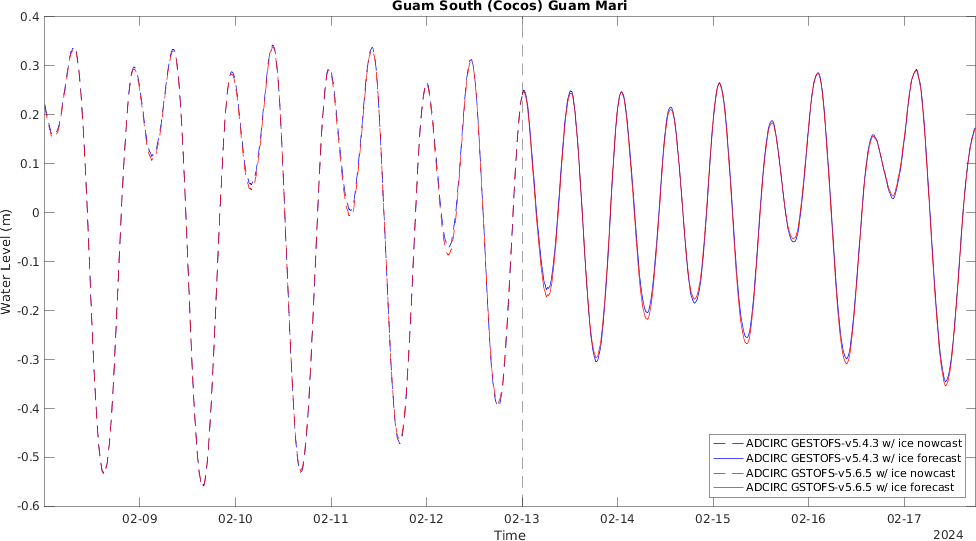 Guam South (Cocos) Guam Mari
0.4
0.3
0.2
0.1
0
-0.1
-0.2
-0.3
-0.4
-0.5
-0.6
Water Level (m)
ADCIRC GESTOFS-v5.4.3 w/ ice nowcast
ADCIRC GESTOFS-v5.4.3 w/ ice forecast
ADCIRC GSTOFS-v5.6.5 w/ ice nowcast
ADCIRC GSTOFS-v5.6.5 w/ ice forecast
02-09 02-10 02-11 02-12 02-13 02-14 02-15 02-16 02-17
Time
2024